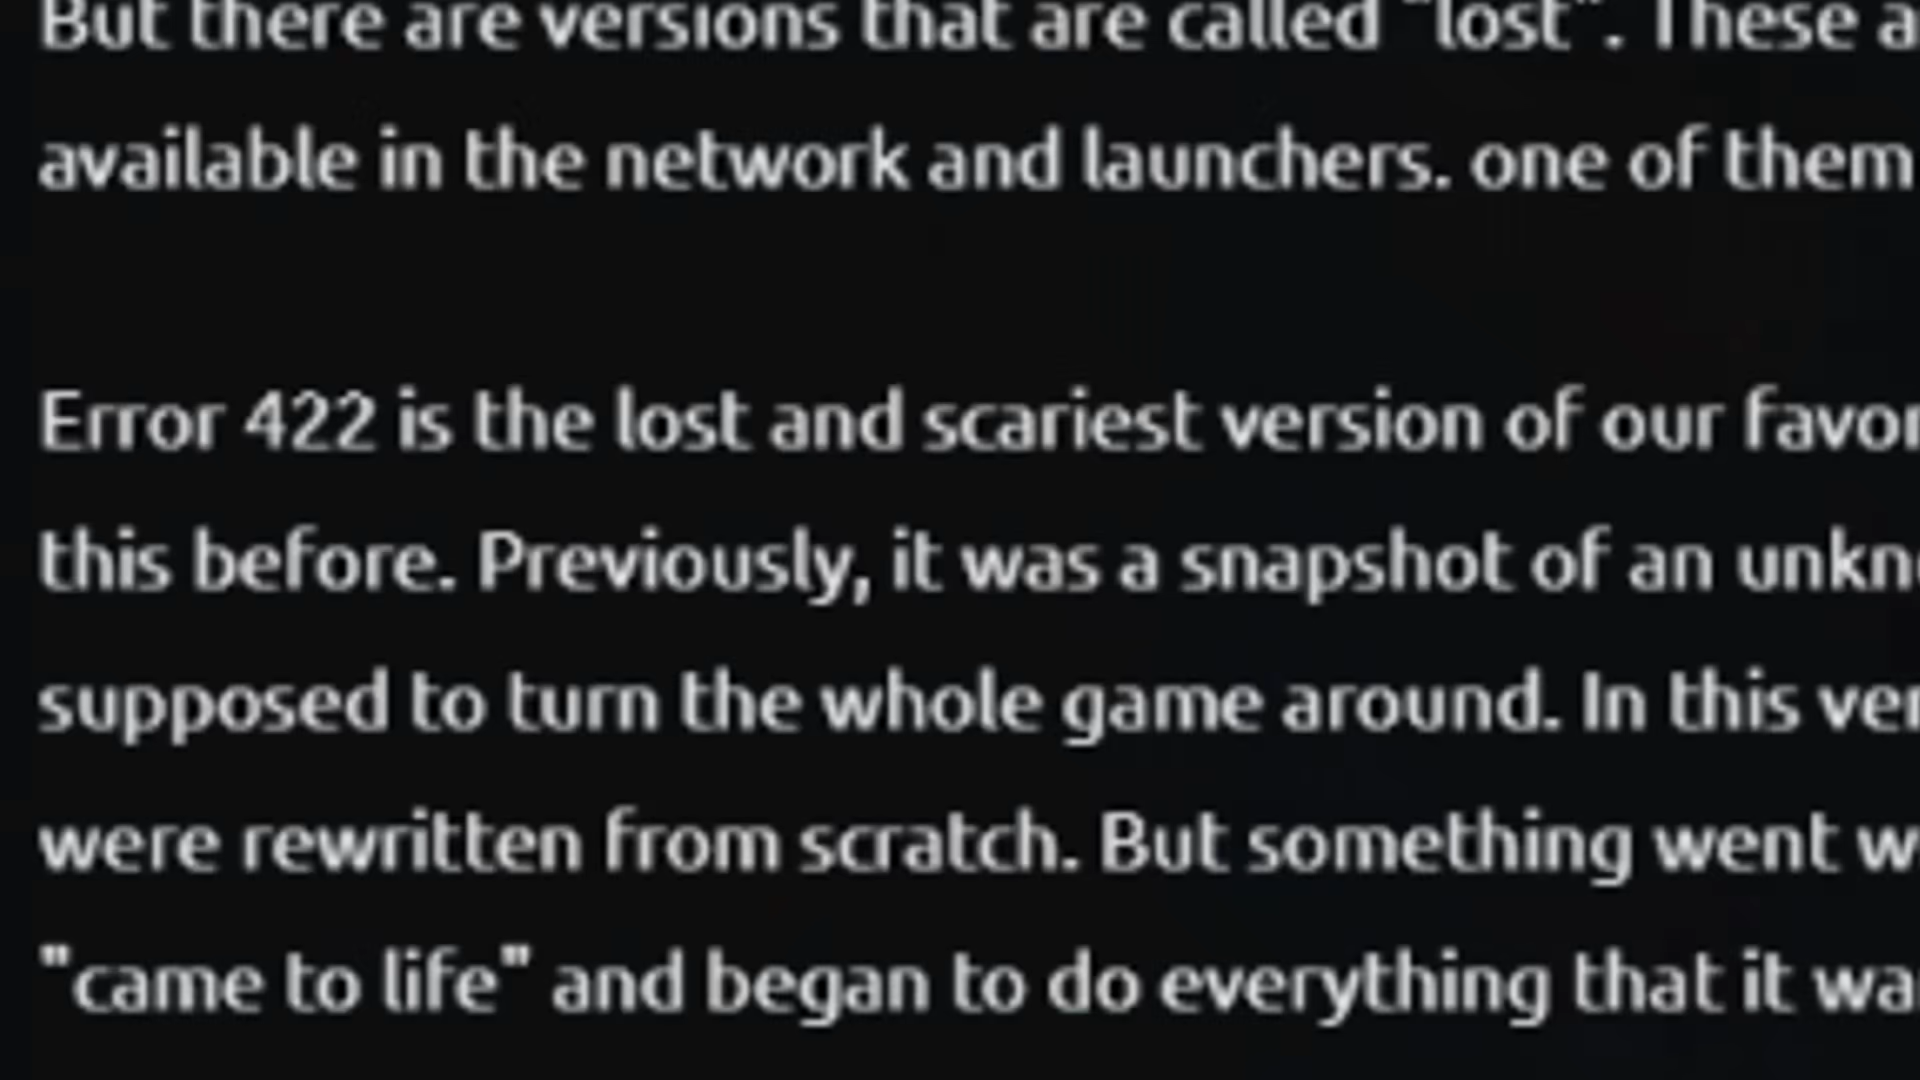 But there are versions that are called "lost". These a
available in the network and launchers. one of them
Error 422 is the lost and scariest version of our favor
this before. Previously, it was a snapshot of an unkno
supposed to turn the whole game around. In this ver
were rewritten from scratch. But something went w
"came to life" and began to do everything that it wa